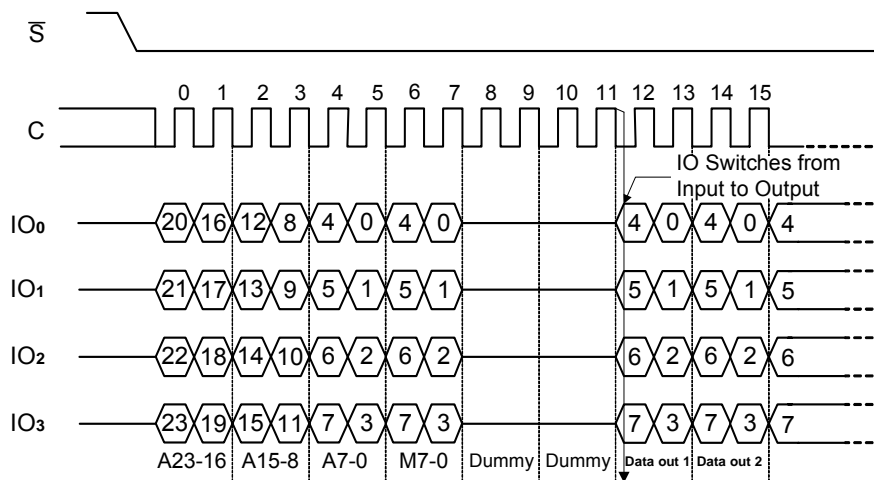 S
0 1 2 3 4 5 6 7 8 9 10 11 12 13 14 15
C
IO Switches from
Input to Output
IO0 20 16 12 8 4 0 4 0 4 0 4 0 4
IO1 21 17 13 9 5 1 5 1 5 1 5 1 5
IO2 22 18 14 10 6 2 6 2 6 2 6 2 6
IO3 23 19 15 11 7 3 7 3 7 3 7 3 7
A23-16 A15-8 A7-0 M7-0 Dummy Dummy Data out 1 Data out 2